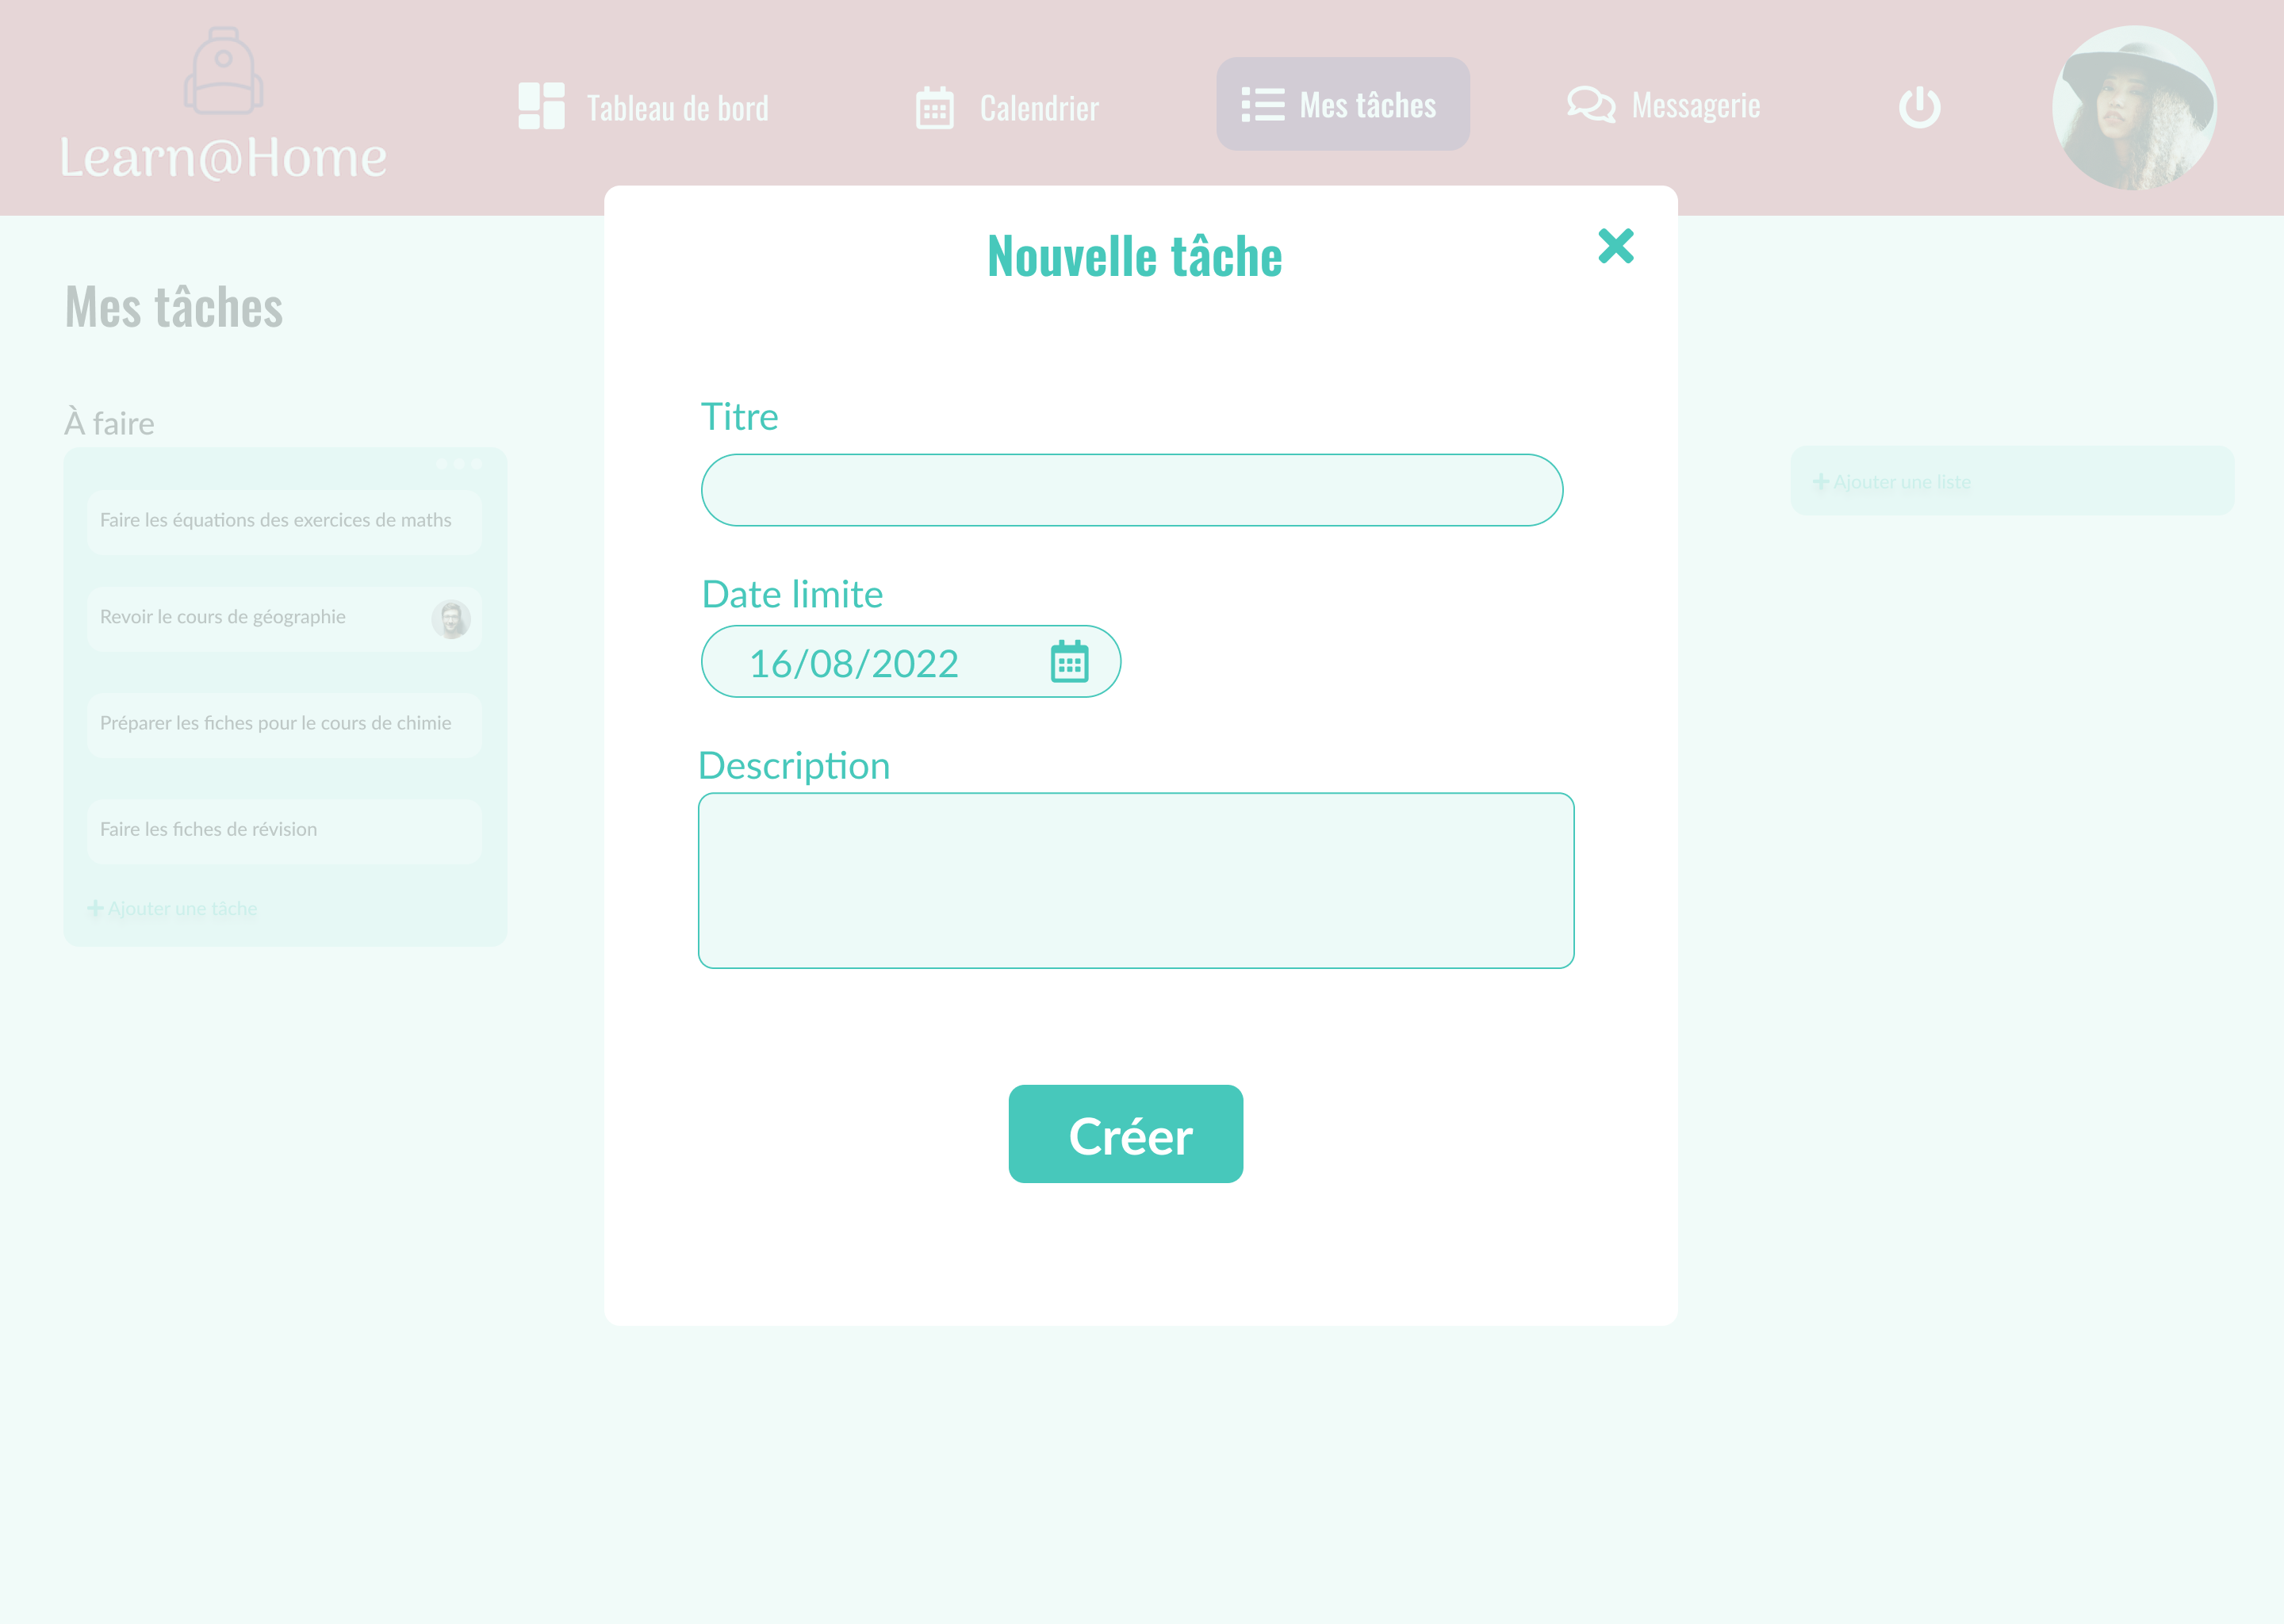 Learn@Home
Tableau de bord
Calendrier
Mes tâches
Messagerie
Mes tâches
À faire
Faire les équations des exercices de maths
Revoir le cours de géographie
Préparer les fiches pour le cours de chimie
Faire les fiches de révision
Ajouter une tâche
Nouvelle tâche
Titre
Date limite
16/08/2022
Description
Créer
Ajouter une liste